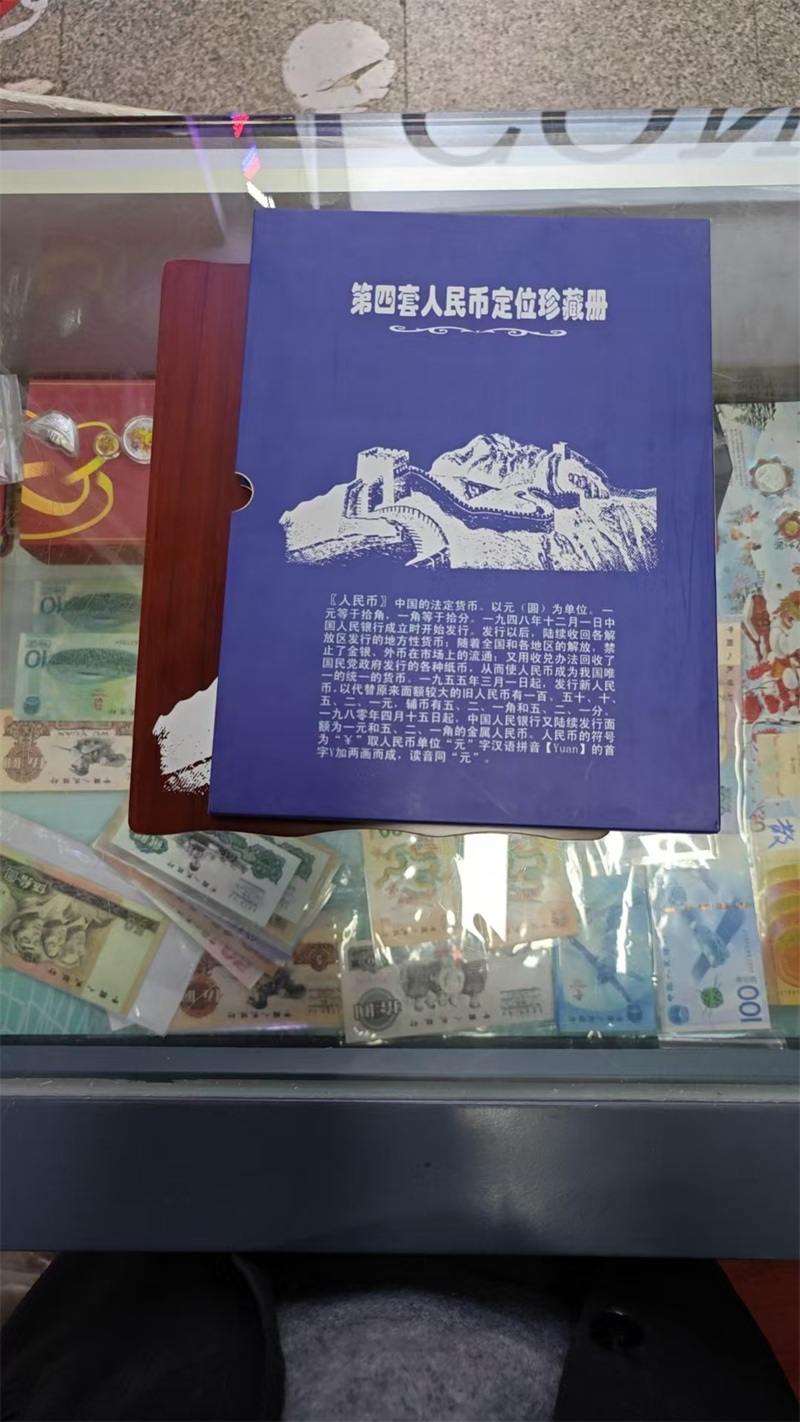 第四套人民币定位珍藏册
〖人民币〗中国的法定货币。以元（圆）为单位、一
元等于拾角，一角等于拾分。一九四八年十二月一日中
国人民银行成立时开始发行。发行以后，陆续收回各解
放区发行的地方性货币；随着全国和各地区的解放，禁
止了金银、外币在市场上的流通；又用收兑办法回收了
国民党政府发行的各种纸币，从而使人民币成为我国唯
一的统一的货币。一九五五年三月一日起，发行新人民
币，以代替原来面额较大的旧人民币有一百、五十、十、
五、二、一元，辅币有五、二、一角和五、二、一分。
一九八零年四月十五日起，中国人民银行又陆续发行面
额为一元和五、二、一角的金属人民币。人民币的符号
为“￥”取人民币单位“元”字汉语拼音【Yuan】的首
字Y加两画而成，读音同“元”。
10
10
100